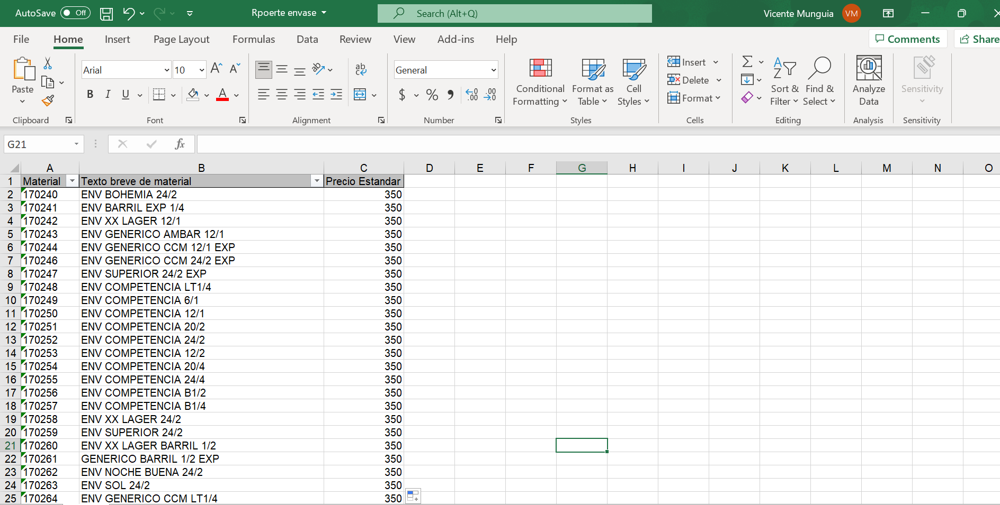 AutoSave Off Rpoerte envase Search (Alt+Q) Vicente Munguia VM
File Home Insert Page Layout Formulas Data Review View Add-ins Help Comments Share
Paste
Clipboard
Arial 10
B I U A
Font
ab
Alignment
General
$ % 9 .00 .00
Number
Conditional Formatting
Format as Table
Cell Styles
Styles
Insert
Delete
Format
Cells
Sort & Filter
Find & Select
Editing
Analyze Data
Analysis
Sensitivity
Sensitivity
G21 fx
A B C D E F G H I J K L M N O
1 Material Texto breve de material Precio Estandar
2 170240 ENV BOHEMIA 24/2 350
3 170241 ENV BARRIL EXP 1/4 350
4 170242 ENV XX LAGER 12/1 350
5 170243 ENV GENERICO AMBAR 12/1 350
6 170244 ENV GENERICO CCM 12/1 EXP 350
7 170246 ENV GENERICO CCM 24/2 EXP 350
8 170247 ENV SUPERIOR 24/2 EXP 350
9 170248 ENV COMPETENCIA LT1/4 350
10 170249 ENV COMPETENCIA 6/1 350
11 170250 ENV COMPETENCIA 12/1 350
12 170251 ENV COMPETENCIA 20/2 350
13 170252 ENV COMPETENCIA 24/2 350
14 170253 ENV COMPETENCIA 12/2 350
15 170254 ENV COMPETENCIA 20/4 350
16 170255 ENV COMPETENCIA 24/4 350
17 170256 ENV COMPETENCIA B1/2 350
18 170257 ENV COMPETENCIA B1/4 350
19 170258 ENV XX LAGER 24/2 350
20 170259 ENV SUPERIOR 24/2 350
21 170260 ENV XX LAGER BARRIL 1/2 350
22 170261 GENERICO BARRIL 1/2 EXP 350
23 170262 ENV NOCHE BUENA 24/2 350
24 170263 ENV SOL 24/2 350
25 170264 ENV GENERICO CCM LT1/4 350